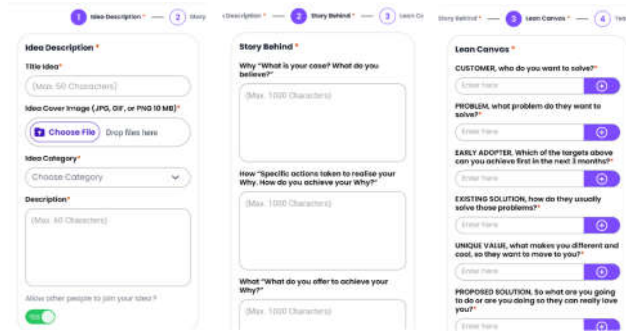 1 Idea Description * — 2 Story
Idea Description *
Title Idea*
(Max. 50 Characters)
Idea Cover Image (JPG, GIF, or PNG 10 MB)*
Choose File Drop files here
Idea Category*
Choose Category
Description*
(Max. 60 Characters)
Allow other people to join your idea ?
YES
Description * — 2 Story Behind * — 3 Lean Ca
Story Behind *
Why "What is your case? What do you
believe?"
(Max. 1000 Characters)
How "Specific actions taken to realise your
Why. How do you achieve your Why?"
(Max. 1000 Characters)
What "What do you offer to achieve your
Why?"
(Max. 1000 Characters)
Story Behind * — 3 Lean Canvas * — 4
Lean Canvas *
CUSTOMER, who do you want to solve?*
Enter here
PROBLEM, what problem do they want to
solve?*
Enter here
EARLY ADOPTER. Which of the targets above
can you achieve first in the next 3 months?*
Enter here
EXISTING SOLUTION, how do they usually
solve those problems?*
Enter here
UNIQUE VALUE, what makes you different and
cool, so they want to move to you?*
Enter here
PROPOSED SOLUTION, So what are you going
to do or are you doing so they can really love
you?*
Enter here